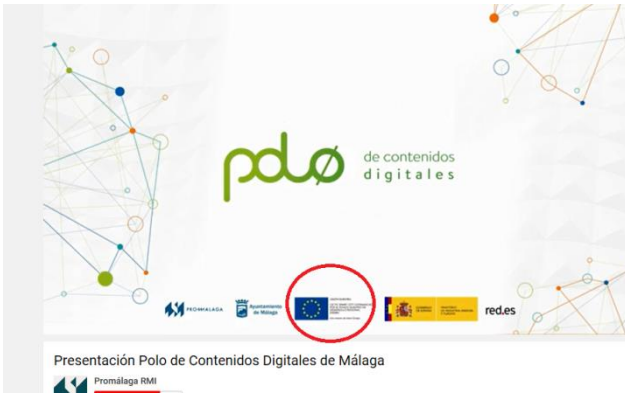 polo
de contenidos
digitales
PROMALAGA
Ayuntamiento
de Málaga
red.es
Presentación Polo de Contenidos Digitales de Málaga
Promálaga RMI